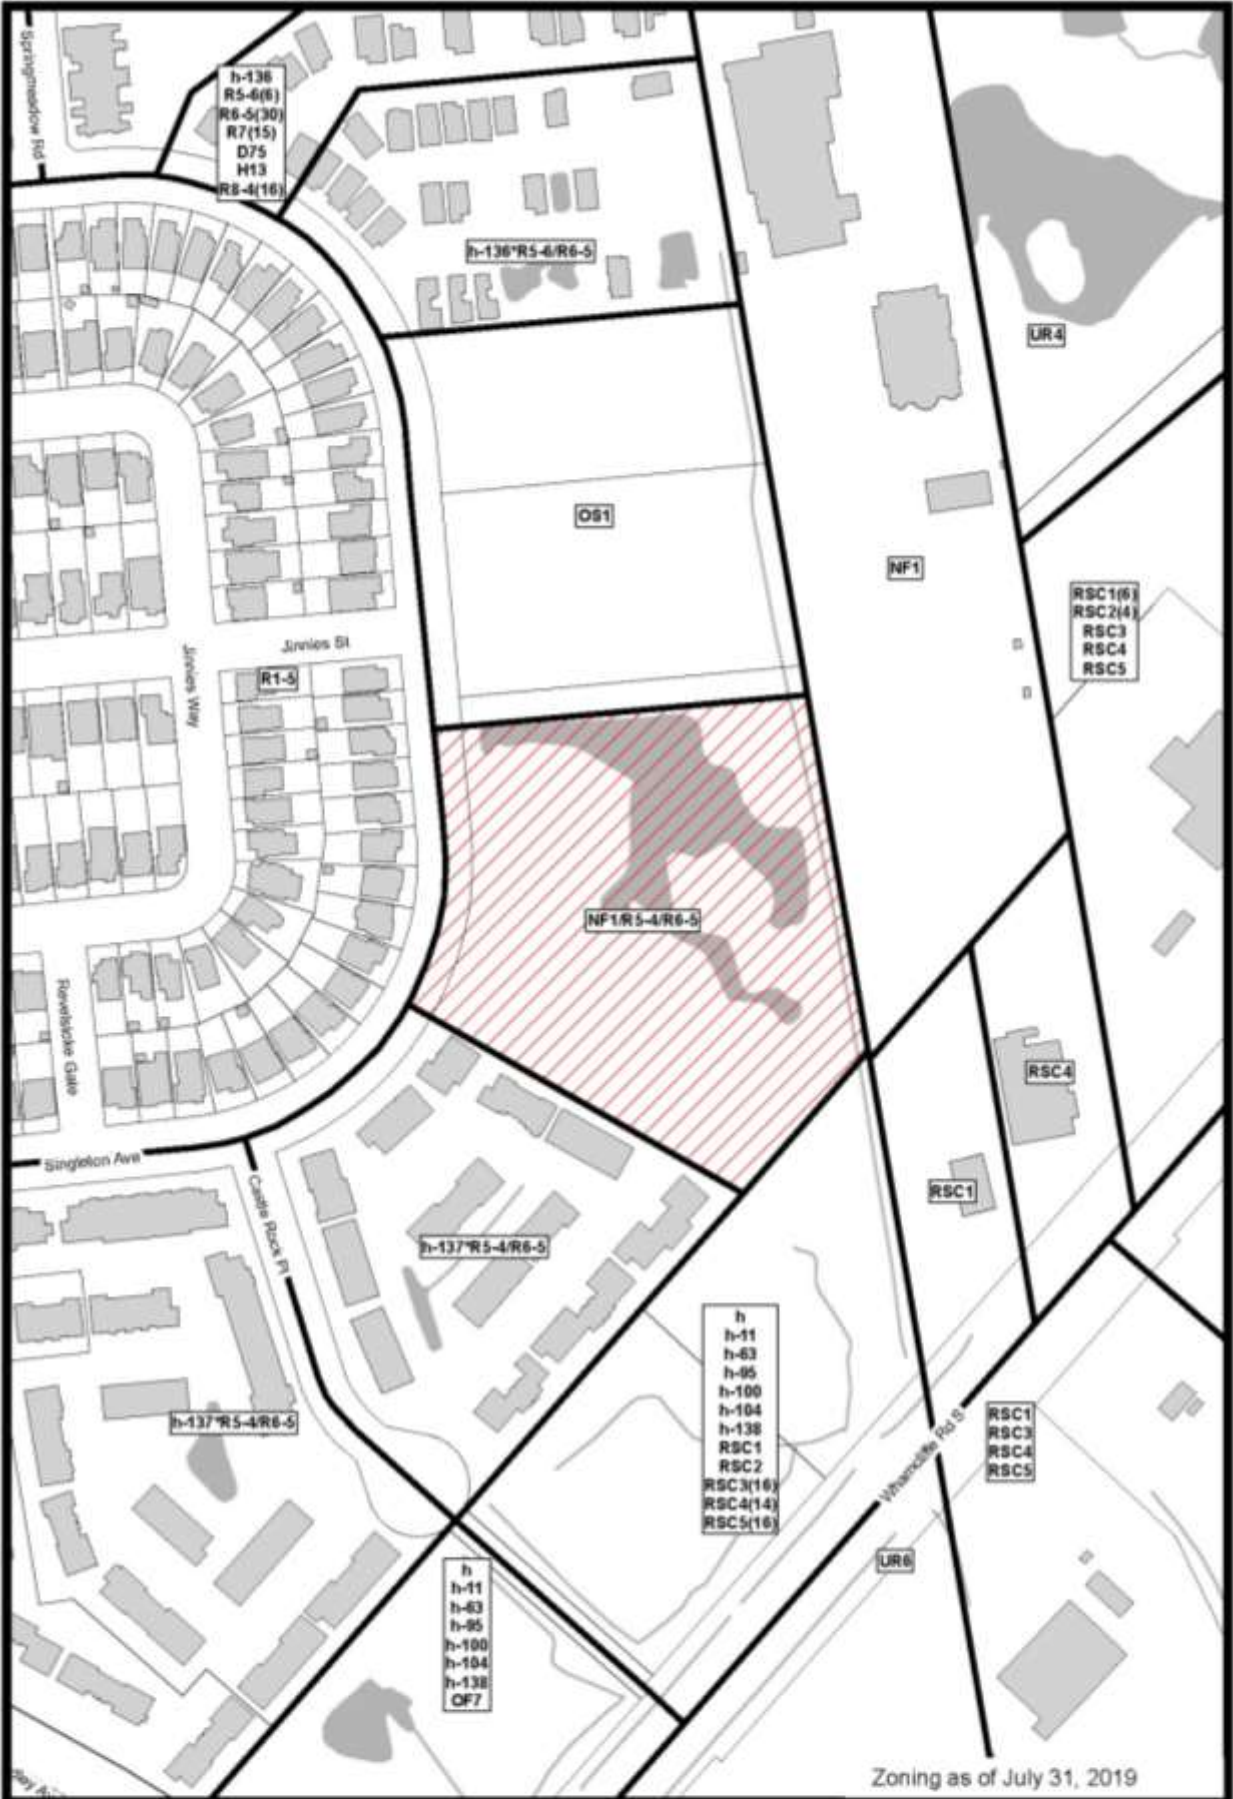 Springmeadow Rd
h-136
R5-6(6)
R6-5(30)
R7(15)
D75
H13
R8-4(16)
h-136*R5-6/R6-5
UR4
OS1
NF1
RSC1(6)
RSC2(4)
RSC3
RSC4
RSC5
Jinnies St
Jinnies Way
R1-5
NF1/R5-4/R6-5
Revelstoke Gate
RSC4
Singleton Ave
RSC1
Castle Rock Pl
h-137*R5-4/R6-5
h
h-11
h-63
h-95
h-100
h-104
h-138
RSC1
RSC2
RSC3(16)
RSC4(14)
RSC5(16)
h-137*R5-4/R6-5
RSC1
RSC3
RSC4
RSC5
Wharncliffe Rd S
UR6
h
h-11
h-63
h-95
h-100
h-104
h-138
OF7
Zoning as of July 31, 2019